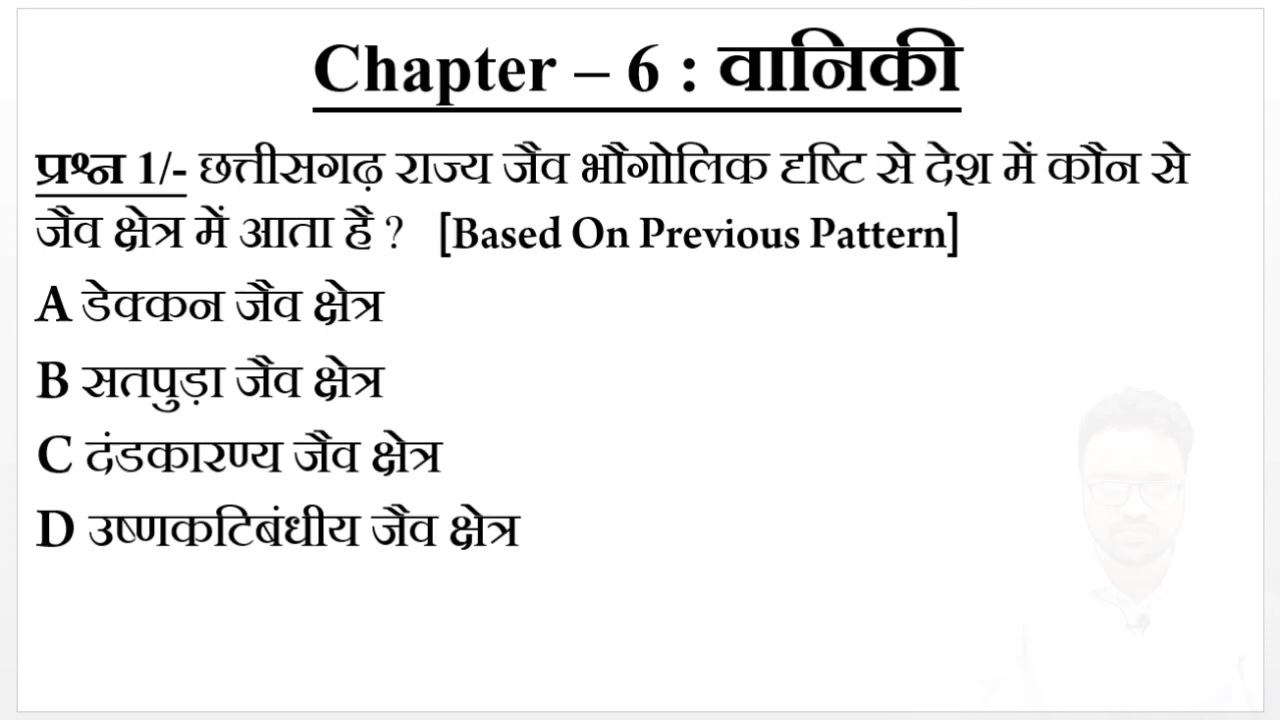 Chapter – 6 : वानिकी
प्रश्न 1/- छत्तीसगढ़ राज्य जैव भौगोलिक दृष्टि से देश में कौन से
जैव क्षेत्र में आता है ? [Based On Previous Pattern]
A डेक्कन जैव क्षेत्र
B सतपुड़ा जैव क्षेत्र
C दंडकारण्य जैव क्षेत्र
D उष्णकटिबंधीय जैव क्षेत्र